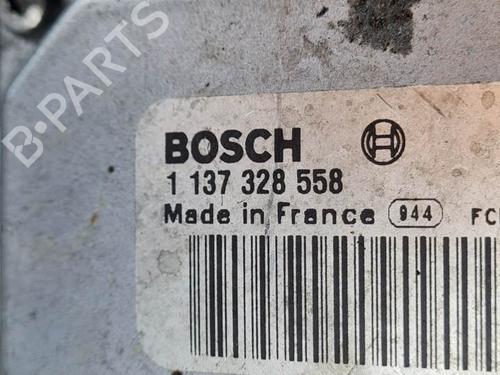 B-PARTS
BOSCH
1 137 328 558
Made in France 944 FC